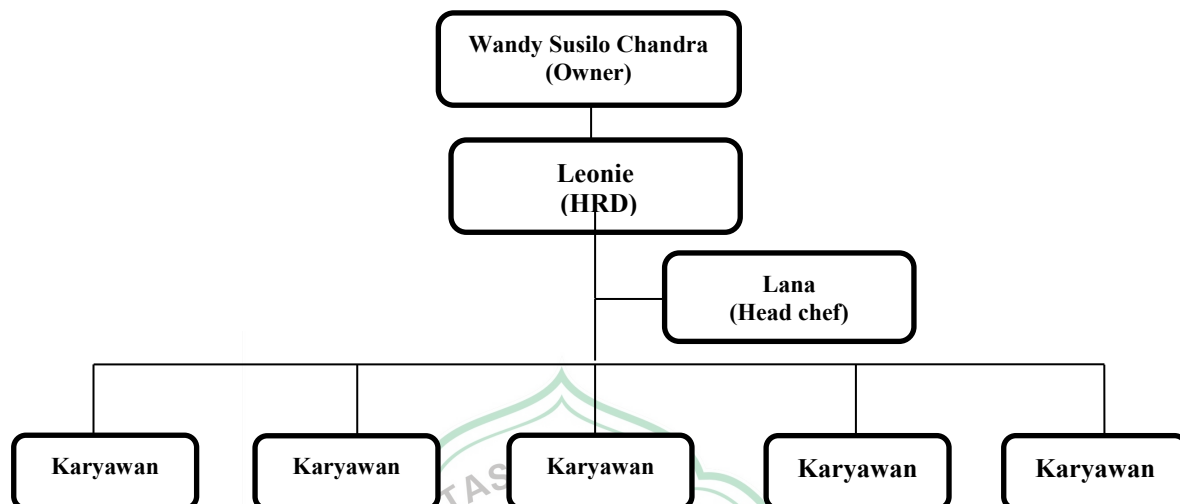 Wandy Susilo Chandra
(Owner)
Leonie
(HRD)
Lana
(Head chef)
Karyawan
Karyawan
Karyawan
Karyawan
Karyawan